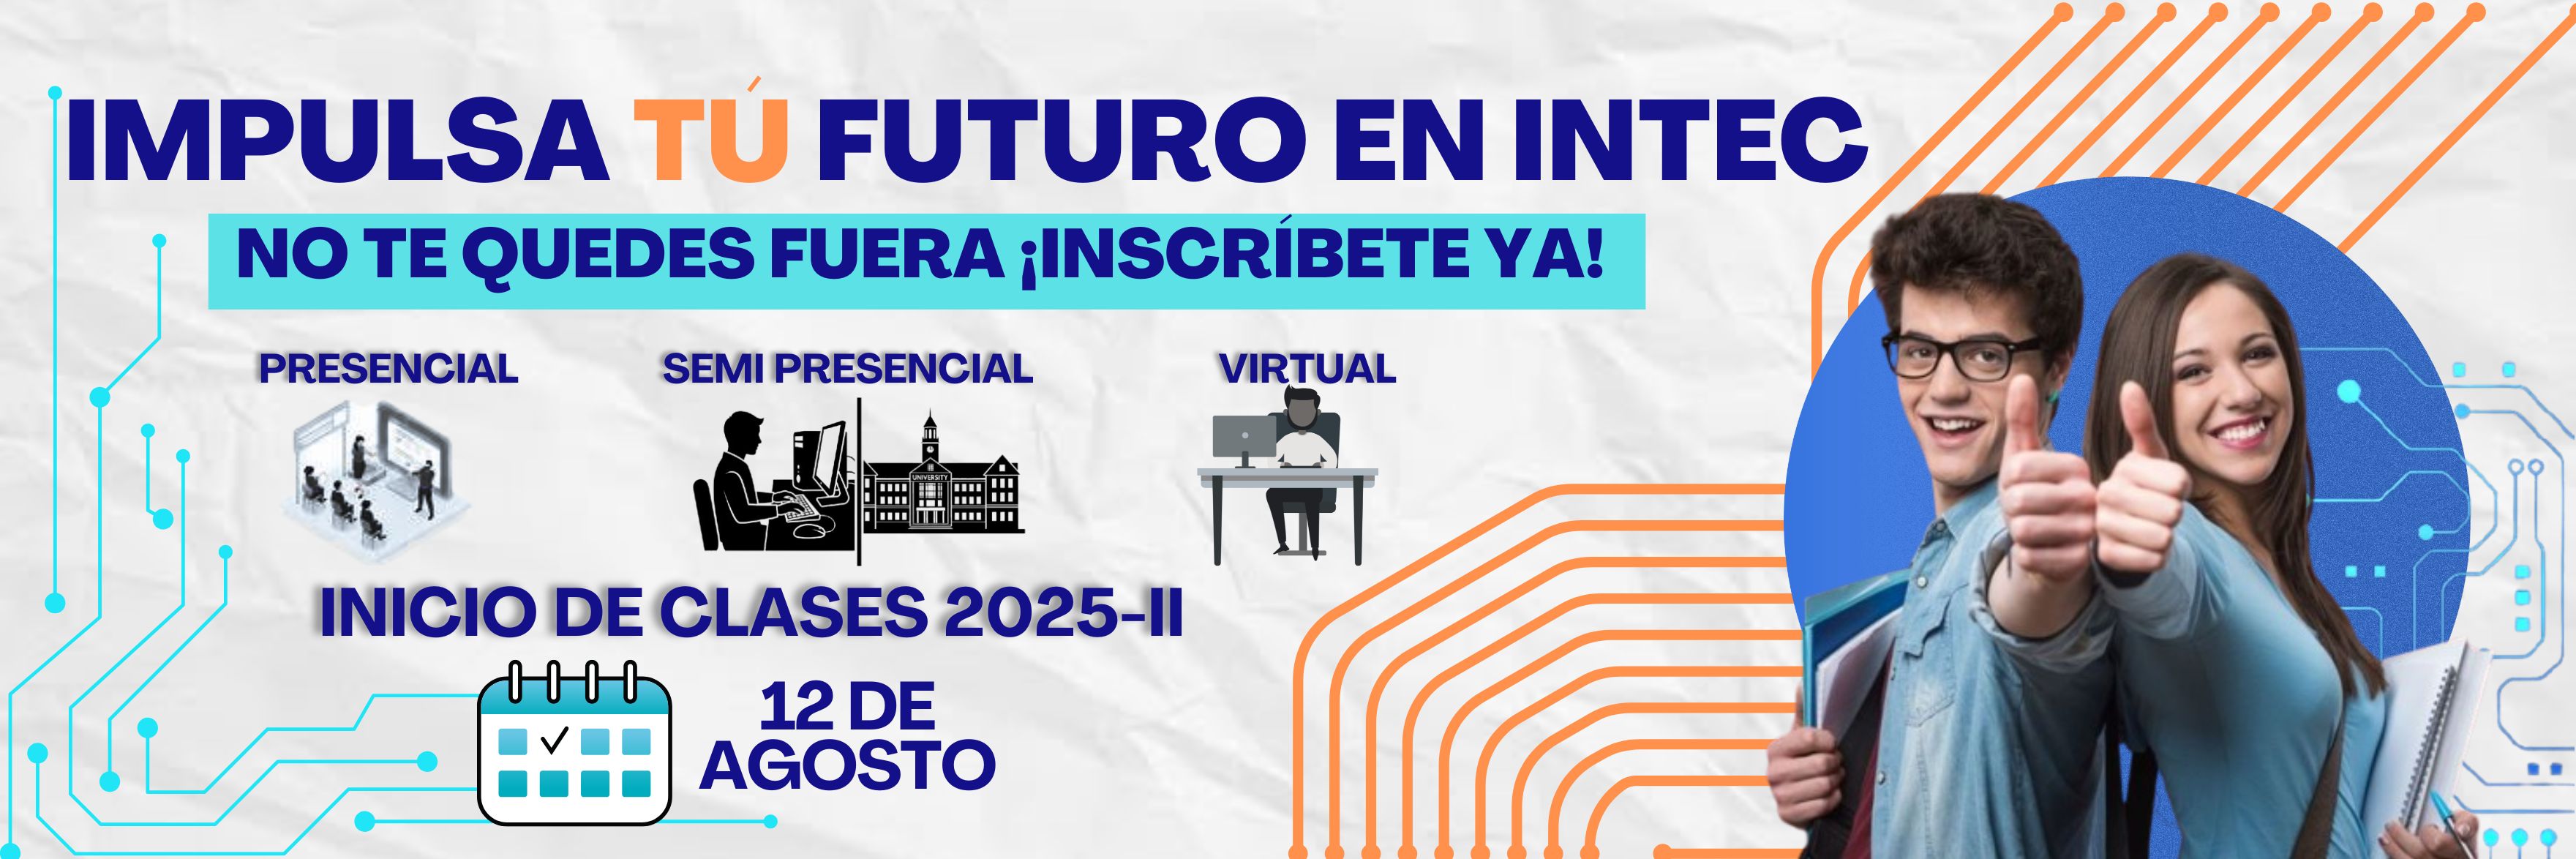 IMPULSA TÚ FUTURO EN INTEC
NO TE QUEDES FUERA ¡INSCRÍBETE YA!
PRESENCIAL
SEMI PRESENCIAL
VIRTUAL
UNIVERSITY
INICIO DE CLASES 2025-II
12 DE
AGOSTO